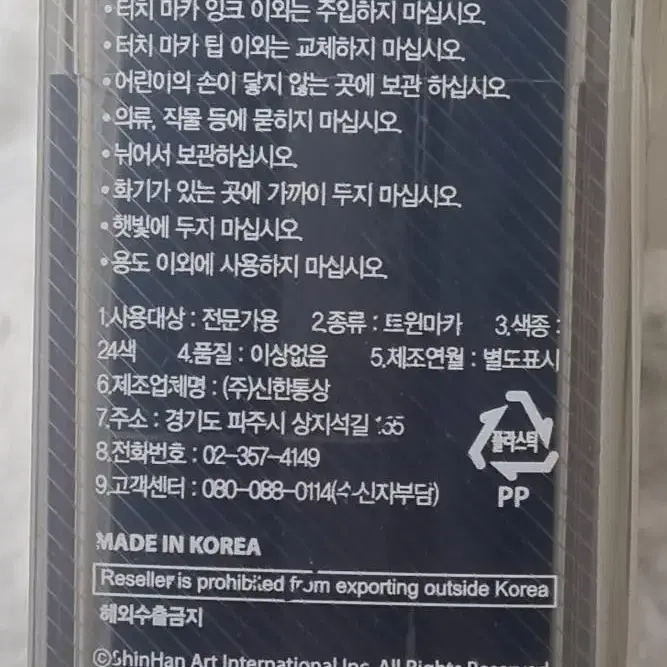 •터치 마카 잉크 이외는 주입하지 마십시오.
•터치 마카 팁 이외는 교체하지 마십시오.
•어린이의 손이 닿지 않는 곳에 보관 하십시오.
•의류, 직물 등에 묻히지 마십시오.
•뉘어서 보관하십시오.
•화기가 있는 곳에 가까이 두지 마십시오.
•햇빛에 두지 마십시오.
•용도 이외에 사용하지 마십시오.
1.사용대상 : 전문가용 2.종류 : 트윈마카 3.색종 :
24색 4.품질 : 이상없음 5.제조연월 : 별도표시
6.제조업체명 : (주)신한통상
7.주소 : 경기도 파주시 상지석길
8.전화번호 : 02-357-4149
9.고객센터 : 080-088-0114(수신자부담)
플라스틱
PP
MADE IN KOREA
Reseller is prohibited from exporting outside Korea
해외수출금지
©ShinHan Art International Inc. All Rights Reserved